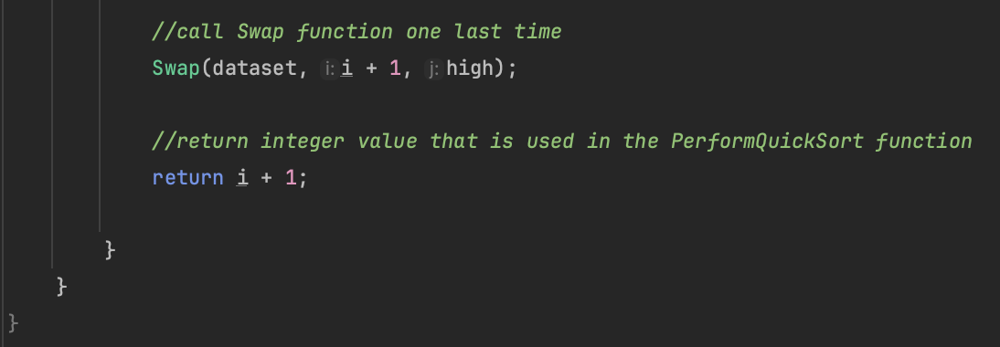 //call Swap function one last time
Swap(dataset, i: i + 1, j: high);
//return integer value that is used in the PerformQuickSort function
return i + 1;
}
}
}